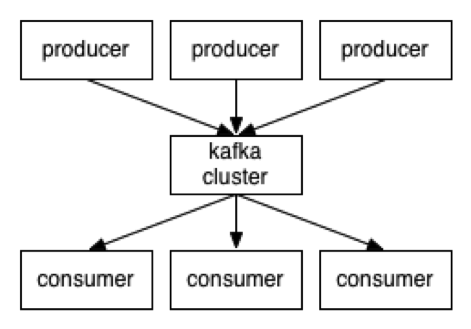 producer
producer
producer
kafka
cluster
consumer
consumer
consumer